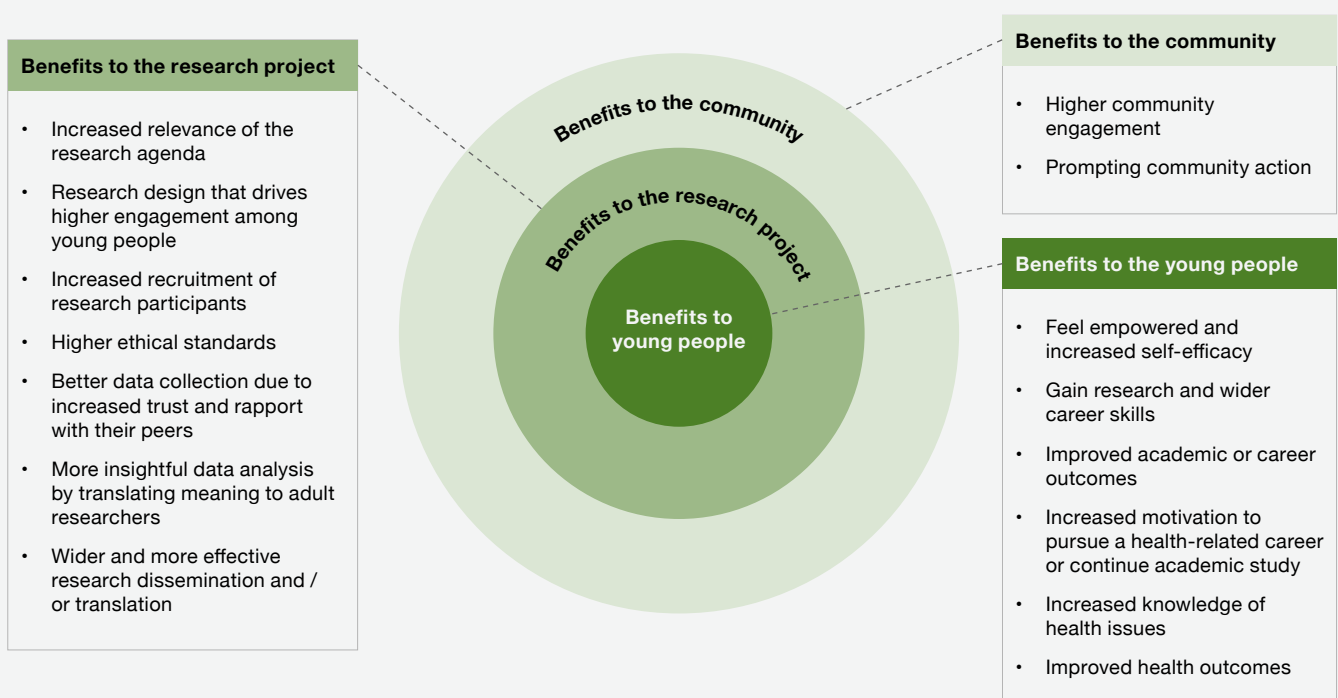 Benefits to the research project
• Increased relevance of the
research agenda
• Research design that drives
higher engagement among
young people
• Increased recruitment of
research participants
• Higher ethical standards
• Better data collection due to
increased trust and rapport
with their peers
• More insightful data analysis
by translating meaning to adult
researchers
• Wider and more effective
research dissemination and /
or translation
Benefits to the community
Benefits to the research project
Benefits to
young people
Benefits to the community
• Higher community
engagement
• Prompting community action
Benefits to the young people
• Feel empowered and
increased self-efficacy
• Gain research and wider
career skills
• Improved academic or career
outcomes
• Increased motivation to
pursue a health-related career
or continue academic study
• Increased knowledge of
health issues
• Improved health outcomes